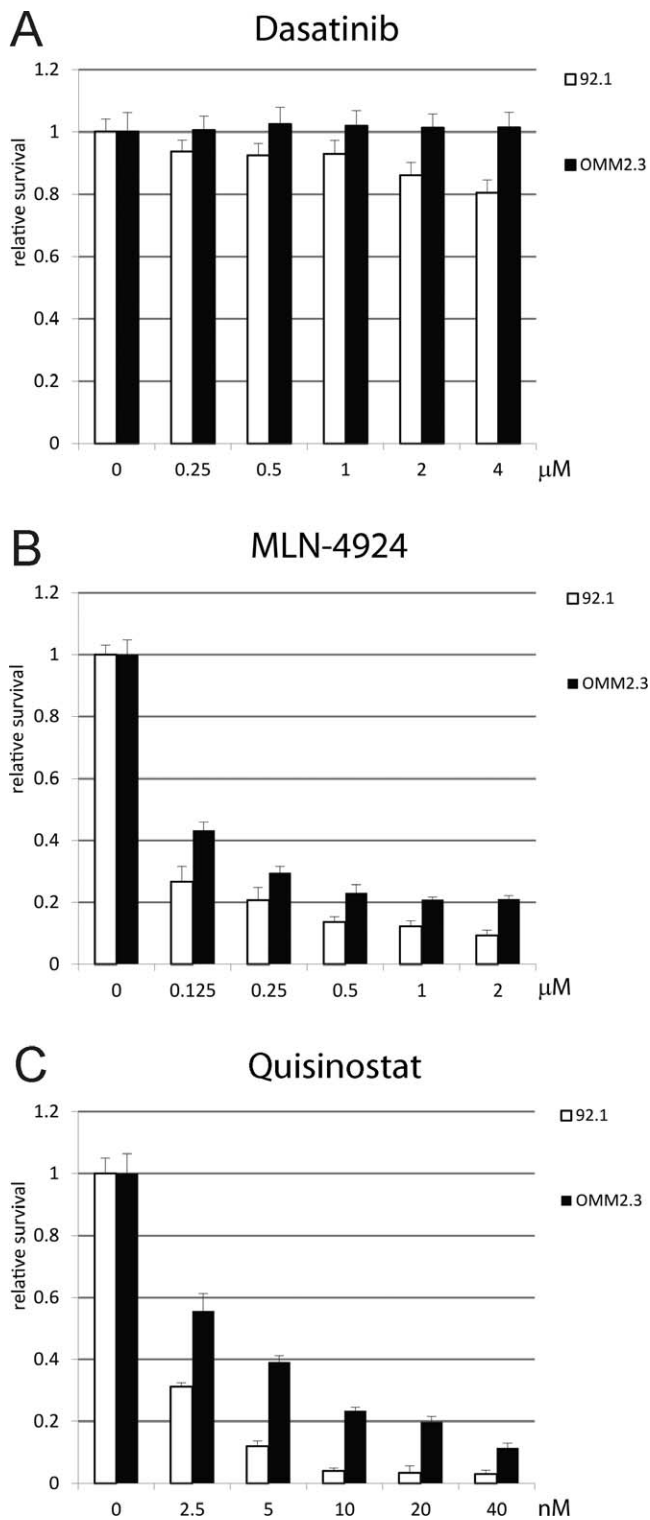 A Dasatinib
1.2
1
0.8
0.6
0.4
0.2
0
relative survival
0 0.25 0.5 1 2 4 μM
92.1
OMM2.3
B MLN-4924
1.2
1
0.8
0.6
0.4
0.2
0
relative survival
0 0.125 0.25 0.5 1 2 μM
92.1
OMM2.3
C Quisinostat
1.2
1
0.8
0.6
0.4
0.2
0
relative survival
0 2.5 5 10 20 40 nM
92.1
OMM2.3